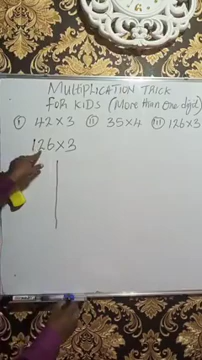 MULTIPLICATION TRICK
FOR KIDS (MORE THAN ONE DIGIT
(i) 42×3 (ii) 35×4 (iii) 126×3
126×3